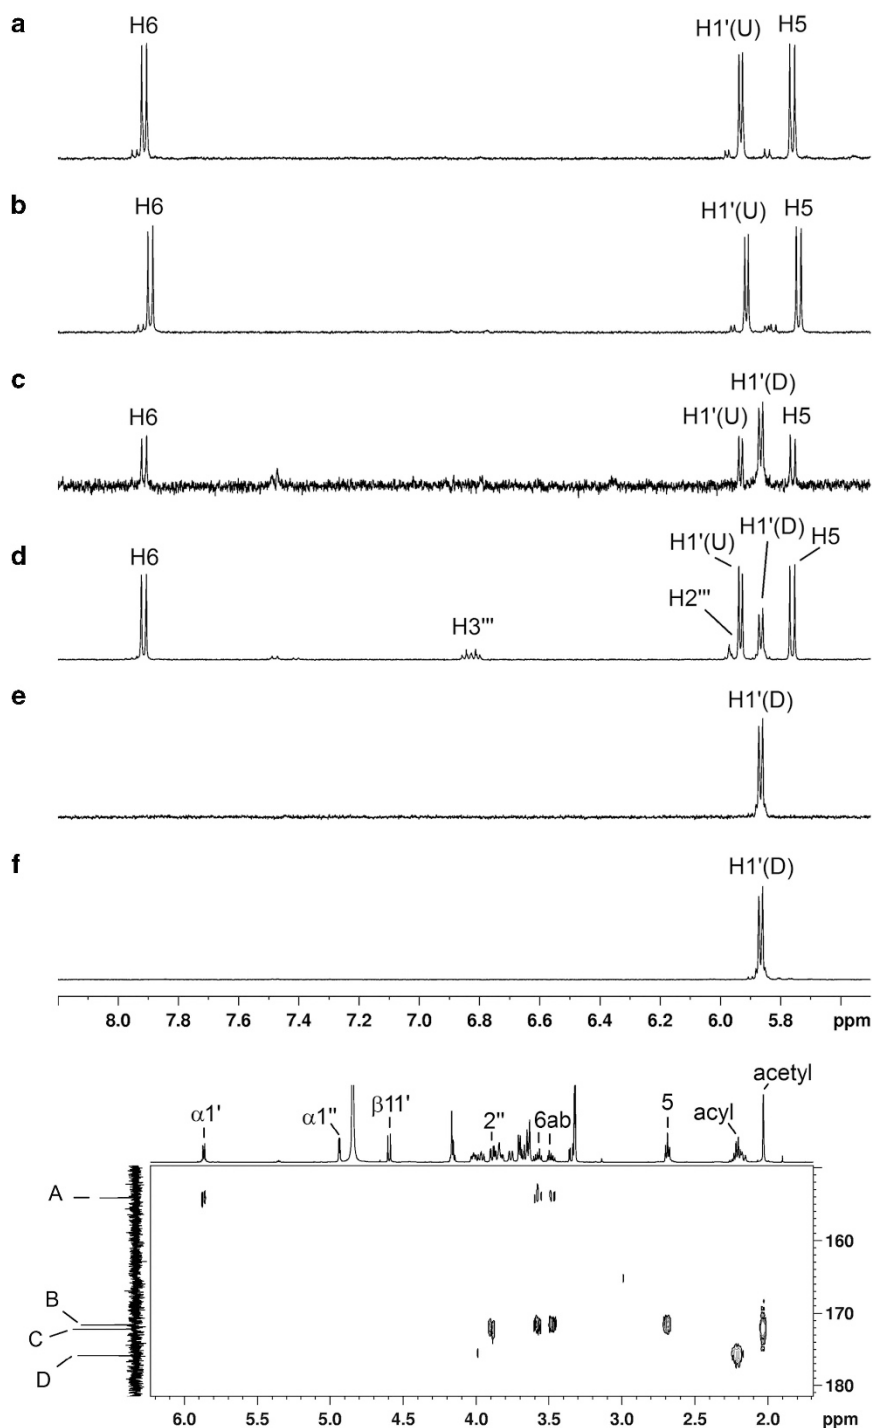 a
H6 H1'(U) H5
b
H6 H1'(U) H5
c
H1'(D)
H6 H1'(U) H5
d
H1'(D)
H6 H1'(U) H5
H2'''
H3'''
e
H1'(D)
f
H1'(D)
8.0 7.8 7.6 7.4 7.2 7.0 6.8 6.6 6.4 6.2 6.0 5.8 ppm
acetyl
α1' α1'' β11' 2'' 6ab 5 acyl
A
160
B
170
C
D
180
6.0 5.5 5.0 4.5 4.0 3.5 3.0 2.5 2.0 ppm